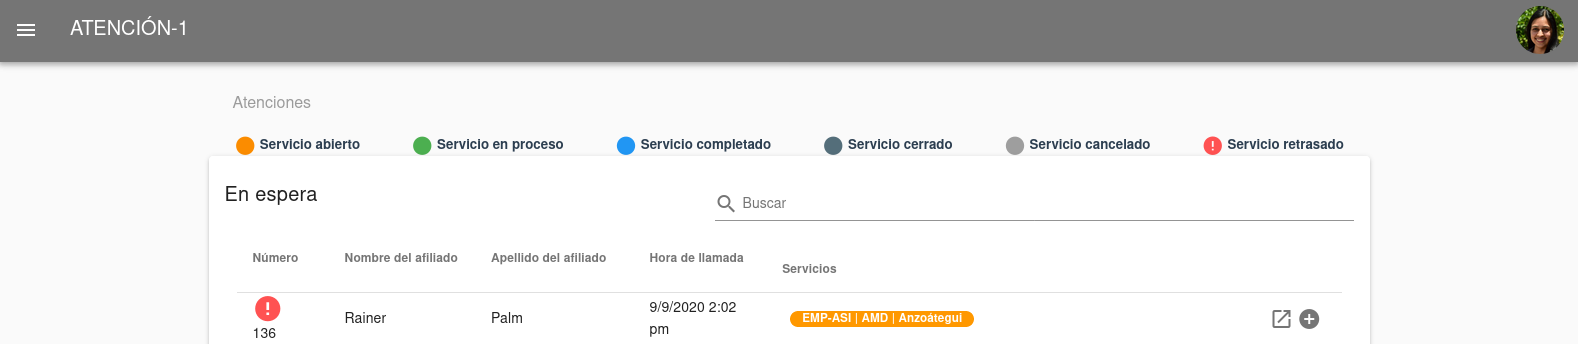 ATENCIÓN-1
Atenciones
Servicio abierto Servicio en proceso Servicio completado Servicio cerrado Servicio cancelado Servicio retrasado
En espera
Buscar
Número Nombre del afiliado Apellido del afiliado Hora de llamada Servicios
136 Rainer Palm 9/9/2020 2:02 EMP-ASI | AMD | Anzoátegui
pm